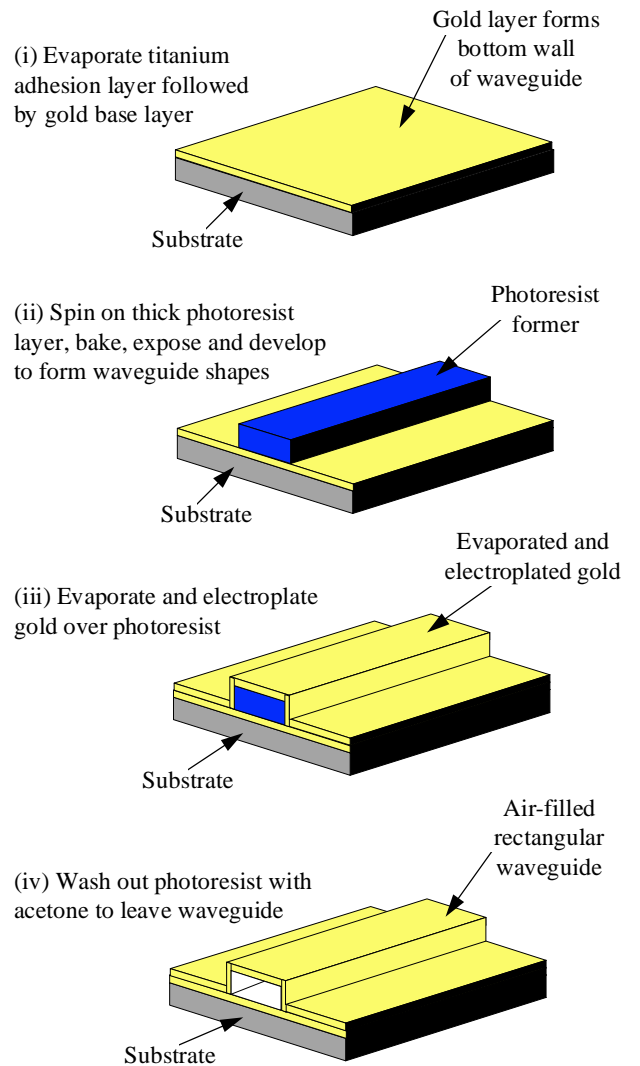 (i) Evaporate titanium
adhesion layer followed
by gold base layer
Gold layer forms
bottom wall
of waveguide
Substrate
(ii) Spin on thick photoresist
layer, bake, expose and develop
to form waveguide shapes
Photoresist
former
Substrate
(iii) Evaporate and electroplate
gold over photoresist
Evaporated and
electroplated gold
Substrate
(iv) Wash out photoresist with
acetone to leave waveguide
Air-filled
rectangular
waveguide
Substrate